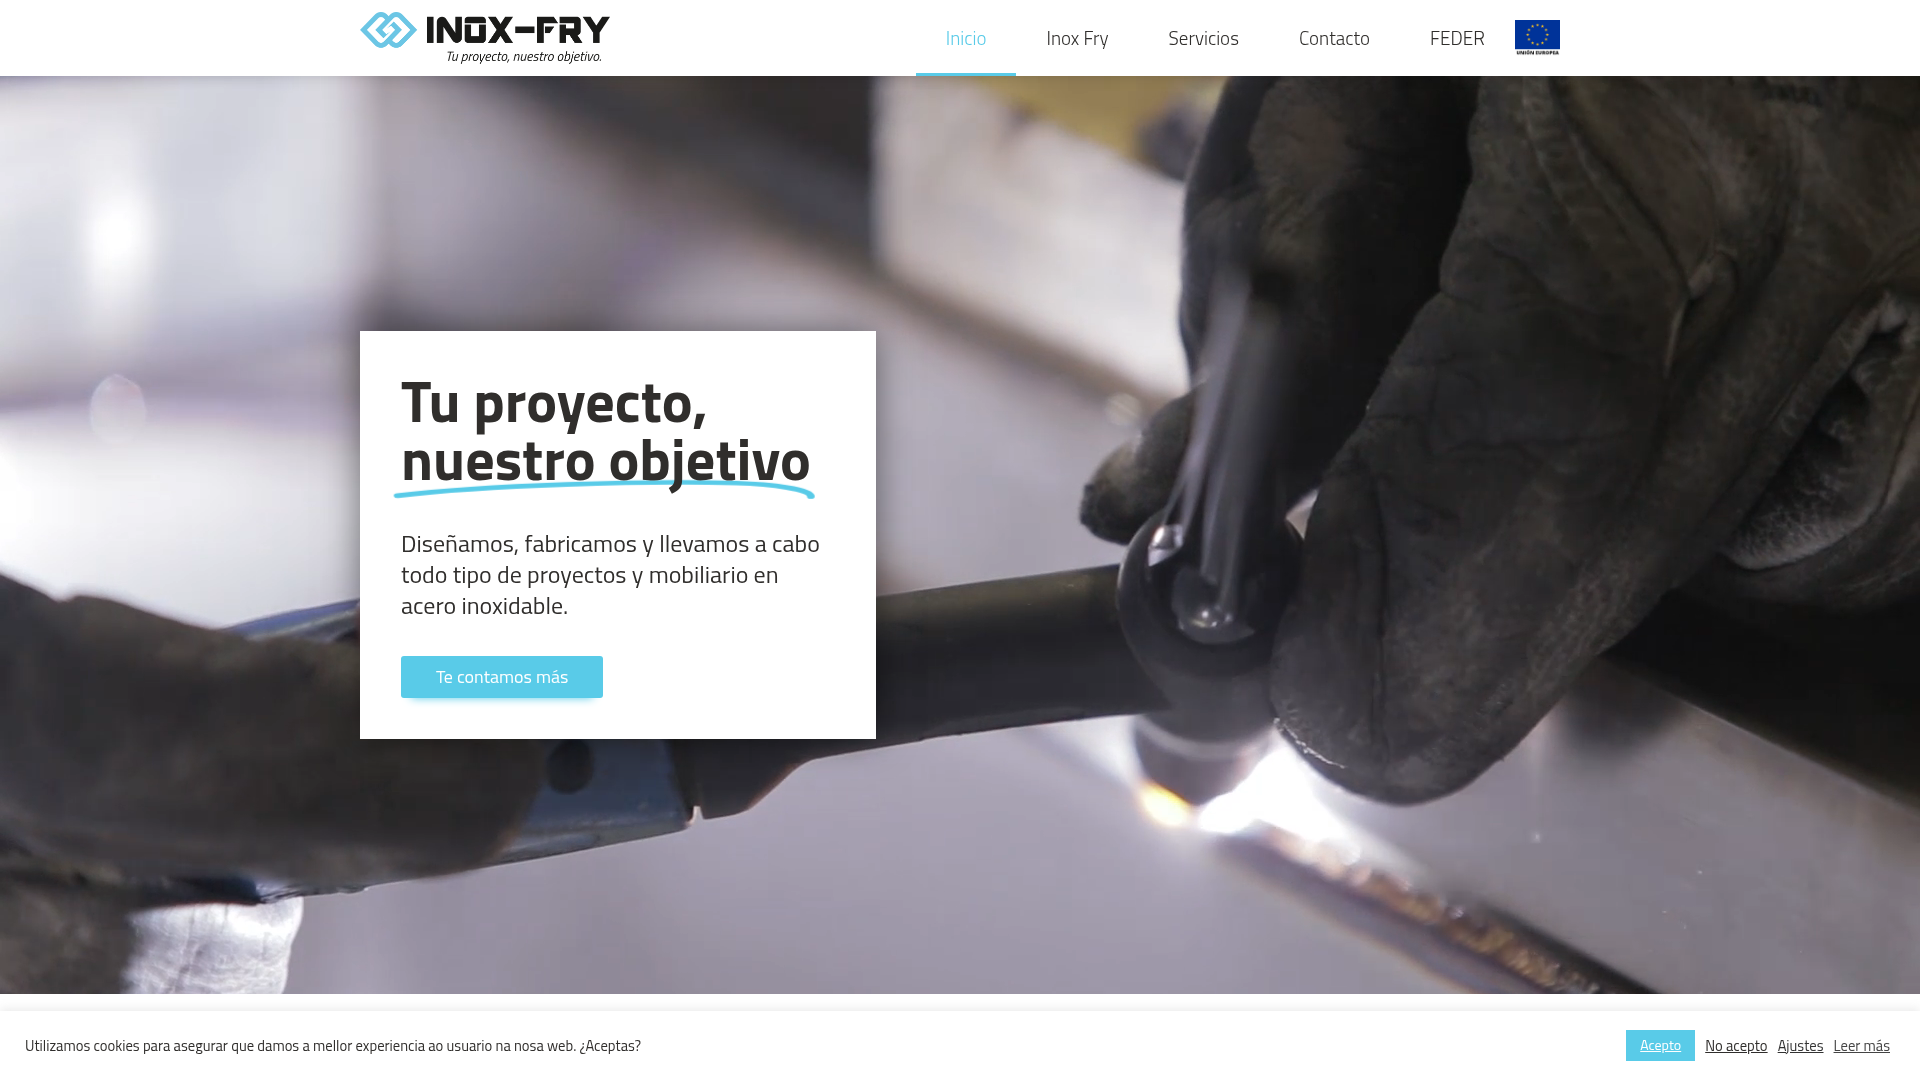 INOX-FRY
Tu proyecto, nuestro objetivo.
Inicio
Inox Fry
Servicios
Contacto
FEDER
UNIÓN EUROPEA
Tu proyecto,
nuestro objetivo
Diseñamos, fabricamos y llevamos a cabo
todo tipo de proyectos y mobiliario en
acero inoxidable.
Te contamos más
Utilizamos cookies para asegurar que damos a mellor experiencia ao usuario na nosa web. ¿Aceptas?
Acepto
No acepto
Ajustes
Leer más